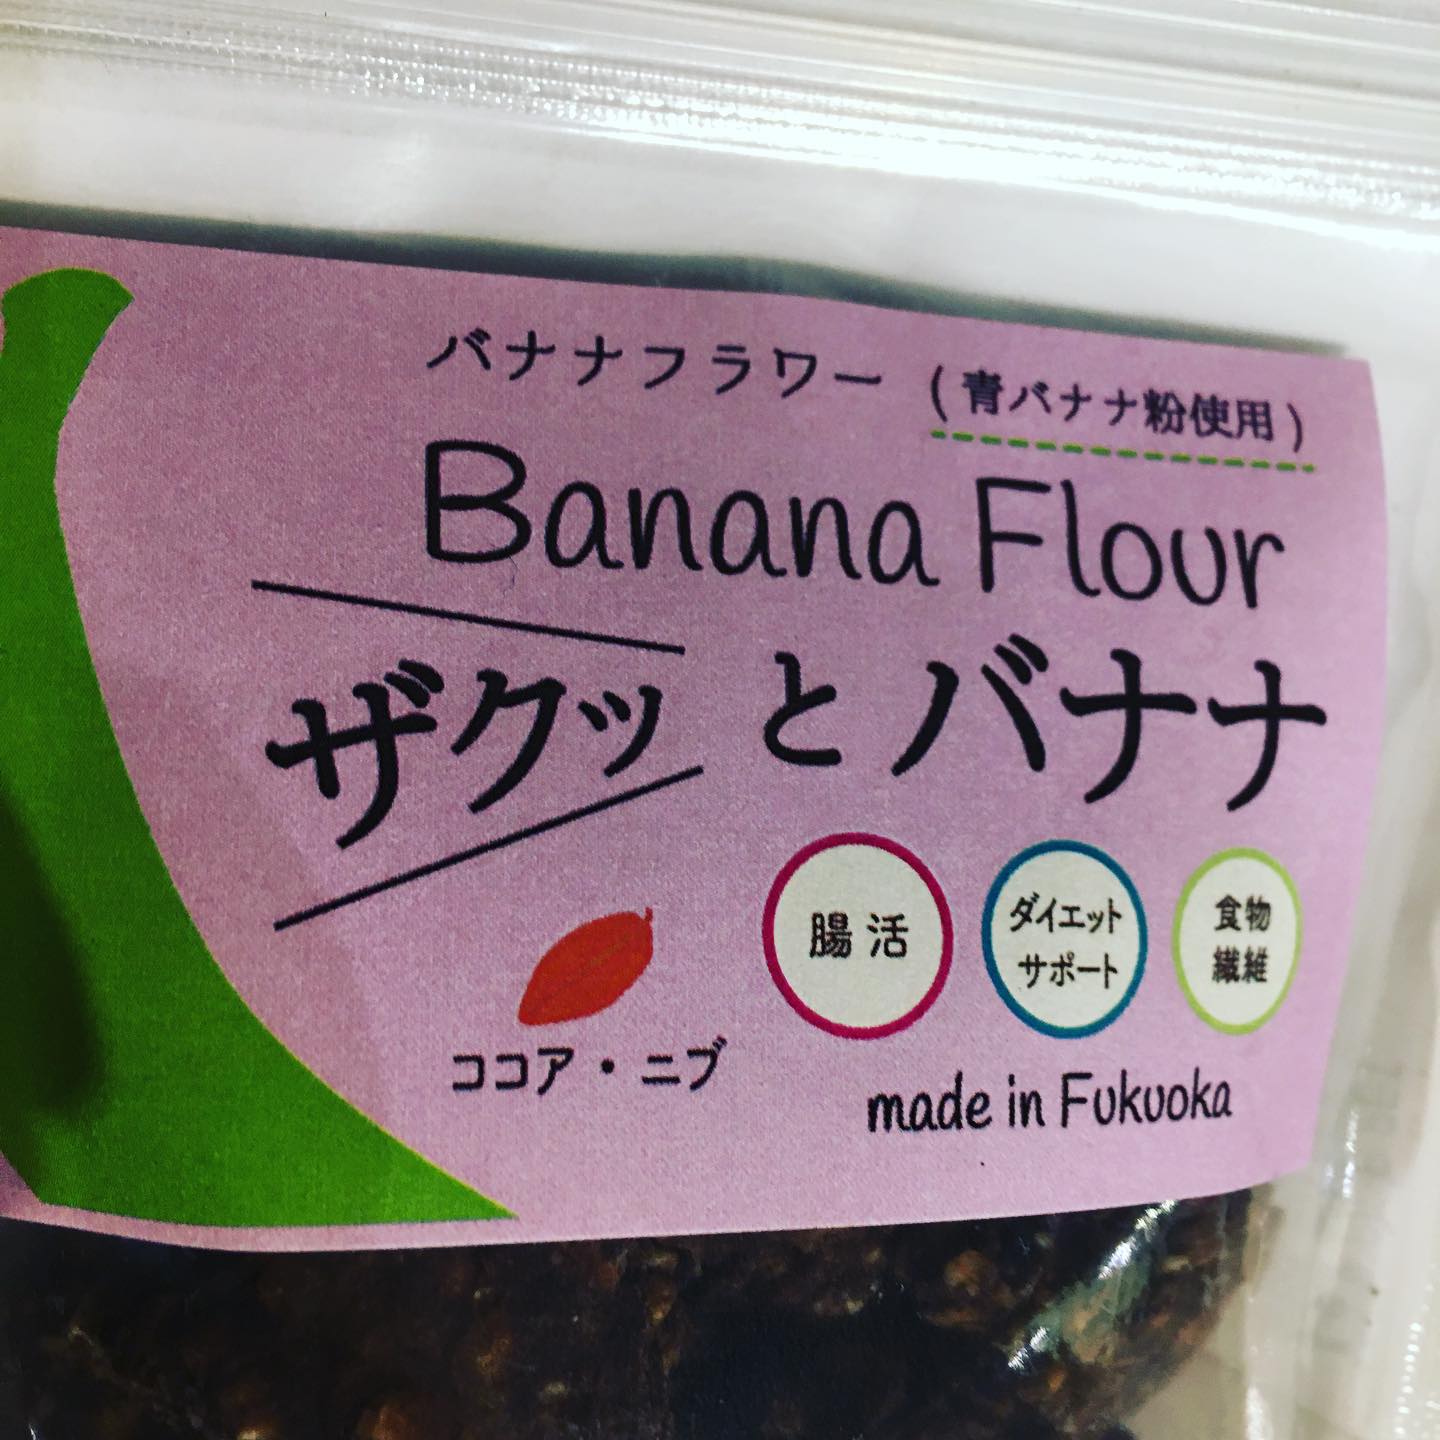 バナナフラワー (青バナナ粉使用)
Banana Flour
ザクッとバナナ
腸活
ダイエット
サポート
食物
繊維
ココア・ニブ
made in Fukuoka